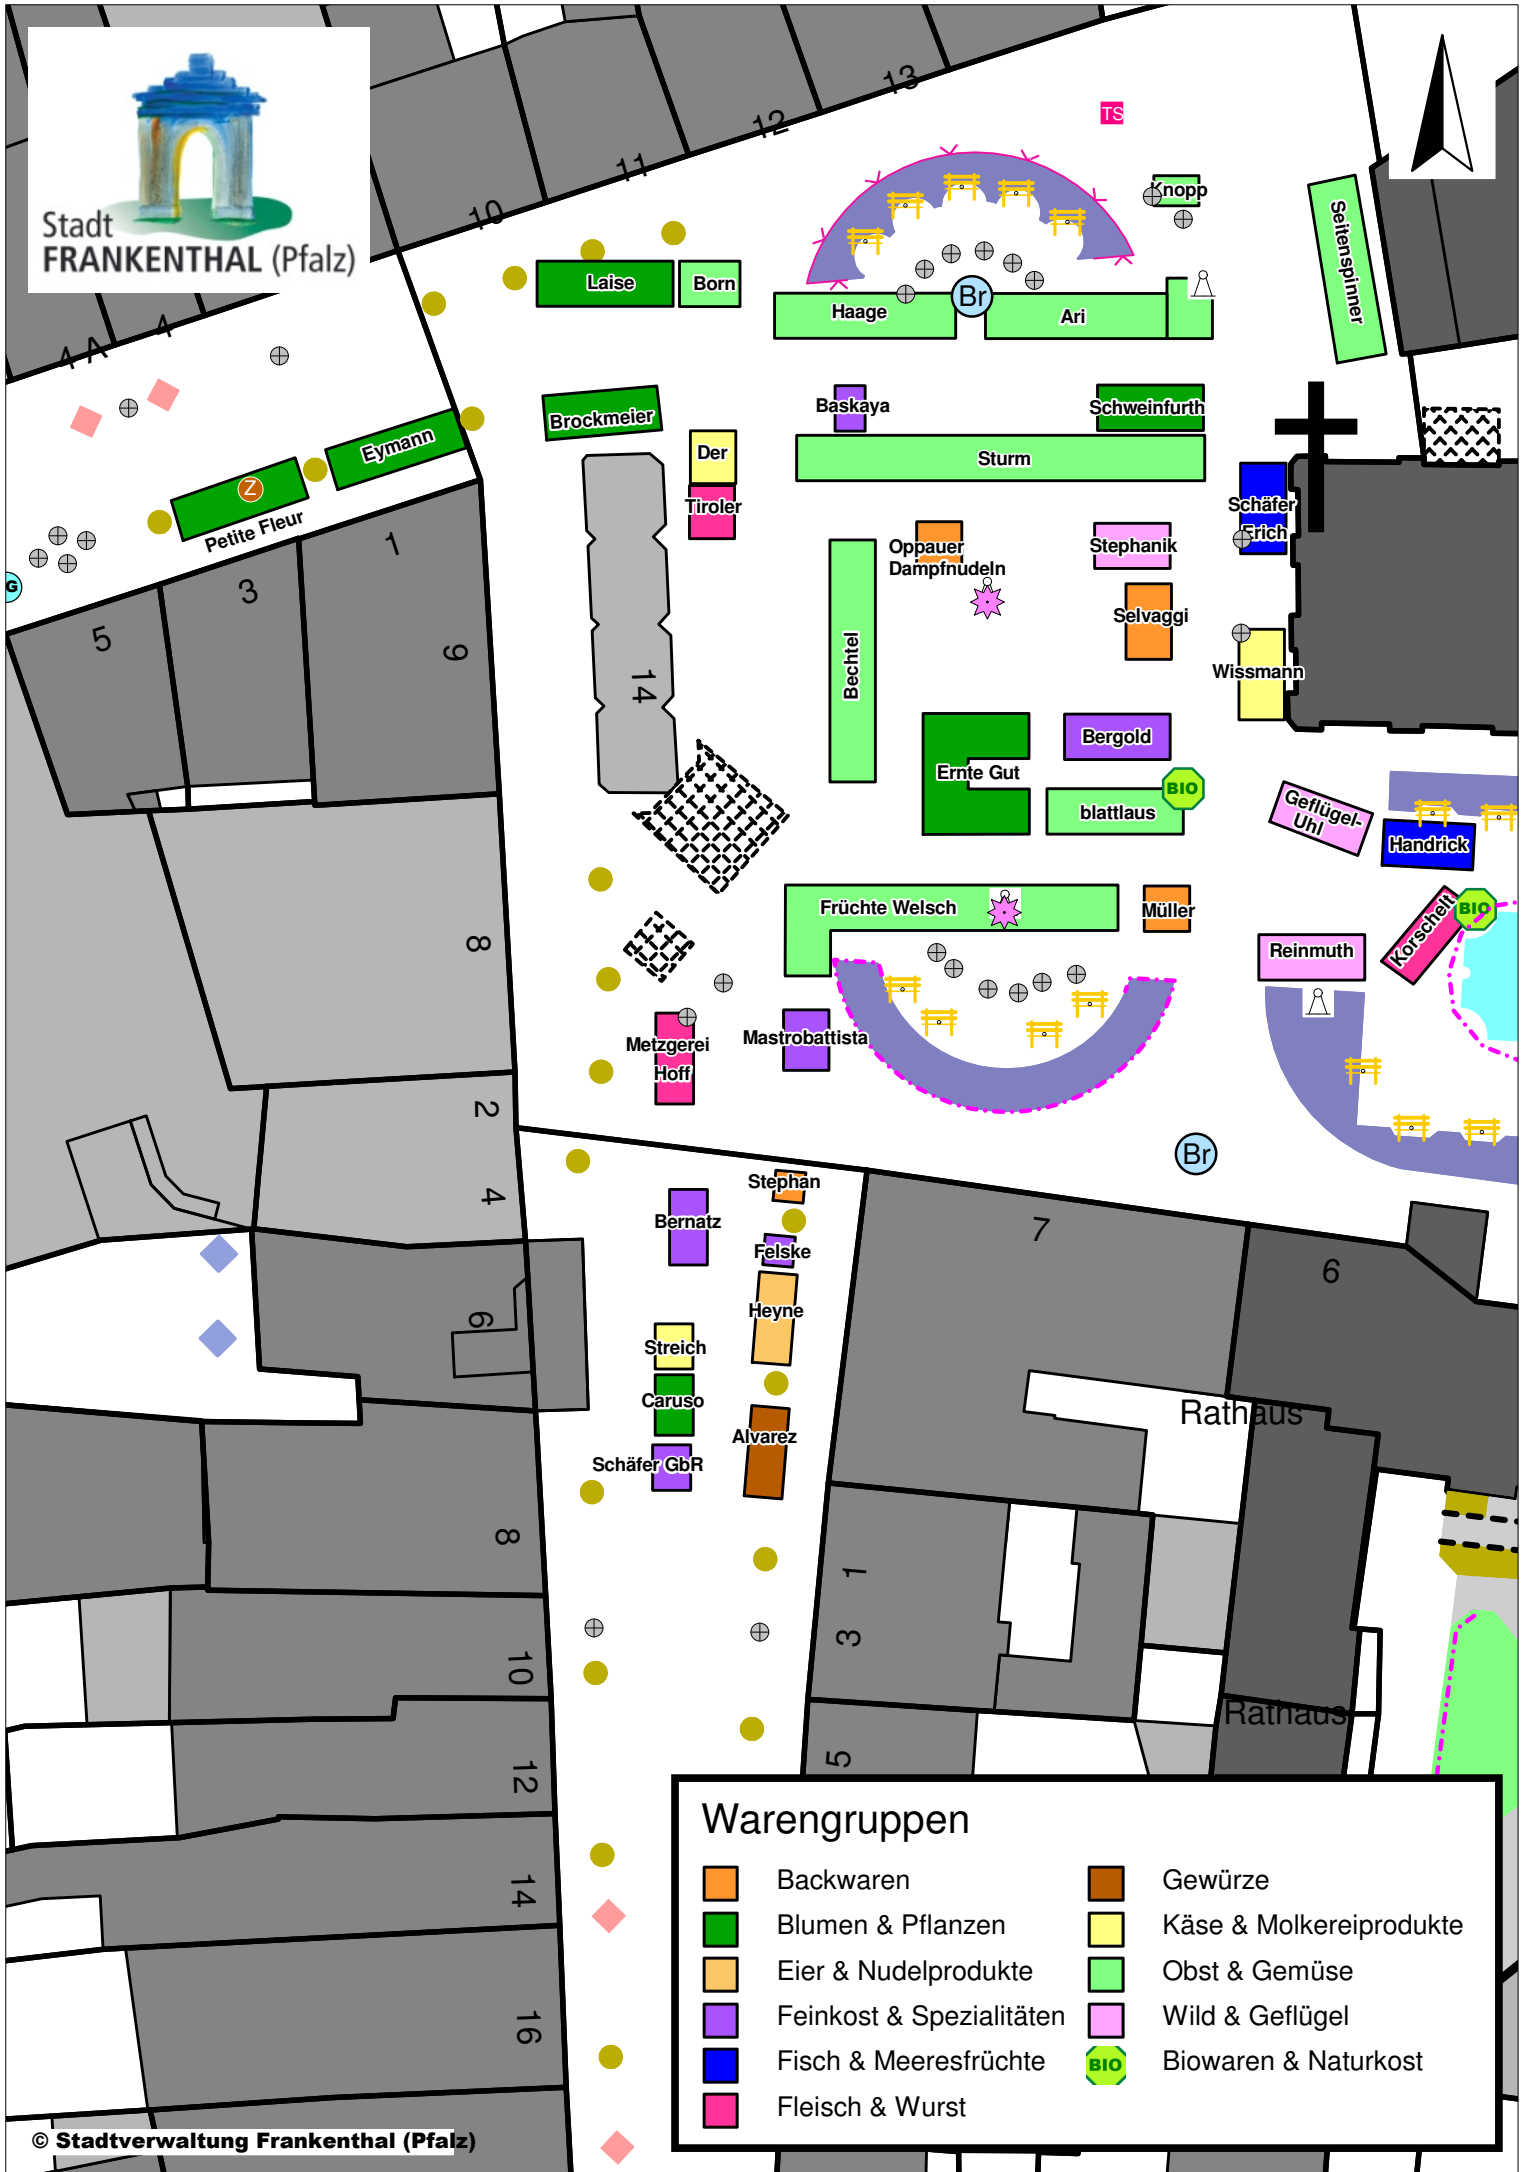 Stadt
FRANKENTHAL (Pfalz)
13
12
11
10
4
4 A
TS
Knopp
Seitenspinner
Laise
Born
Haage
Br
Ari
Brockmeier
Baskaya
Schweinfurth
Eymann
Der
Sturm
Z
Petite Fleur
Tiroler
Schäfer
Erich
Oppauer
Dampfnudeln
Stephanik
G
1
3
5
9
Selvaggi
Bechtel
14
Wissmann
Bergold
Ernte Gut
BIO
blattlaus
Geflügel-
Uhl
Handrick
Früchte Welsch
Müller
BIO
Korschelt
8
Reinmuth
Metzgerei
Hoff
Mastrobattista
2
Br
4
Stephan
Bernatz
Felske
7
6
Heyne
6
Streich
Caruso
Alvarez
Rathaus
Schäfer GbR
8
1
3
10
Rathaus
5
12
14
16
Warengruppen
Backwaren
Blumen & Pflanzen
Eier & Nudelprodukte
Feinkost & Spezialitäten
Fisch & Meeresfrüchte
Fleisch & Wurst
Gewürze
Käse & Molkereiprodukte
Obst & Gemüse
Wild & Geflügel
BIO Biowaren & Naturkost
© Stadtverwaltung Frankenthal (Pfalz)